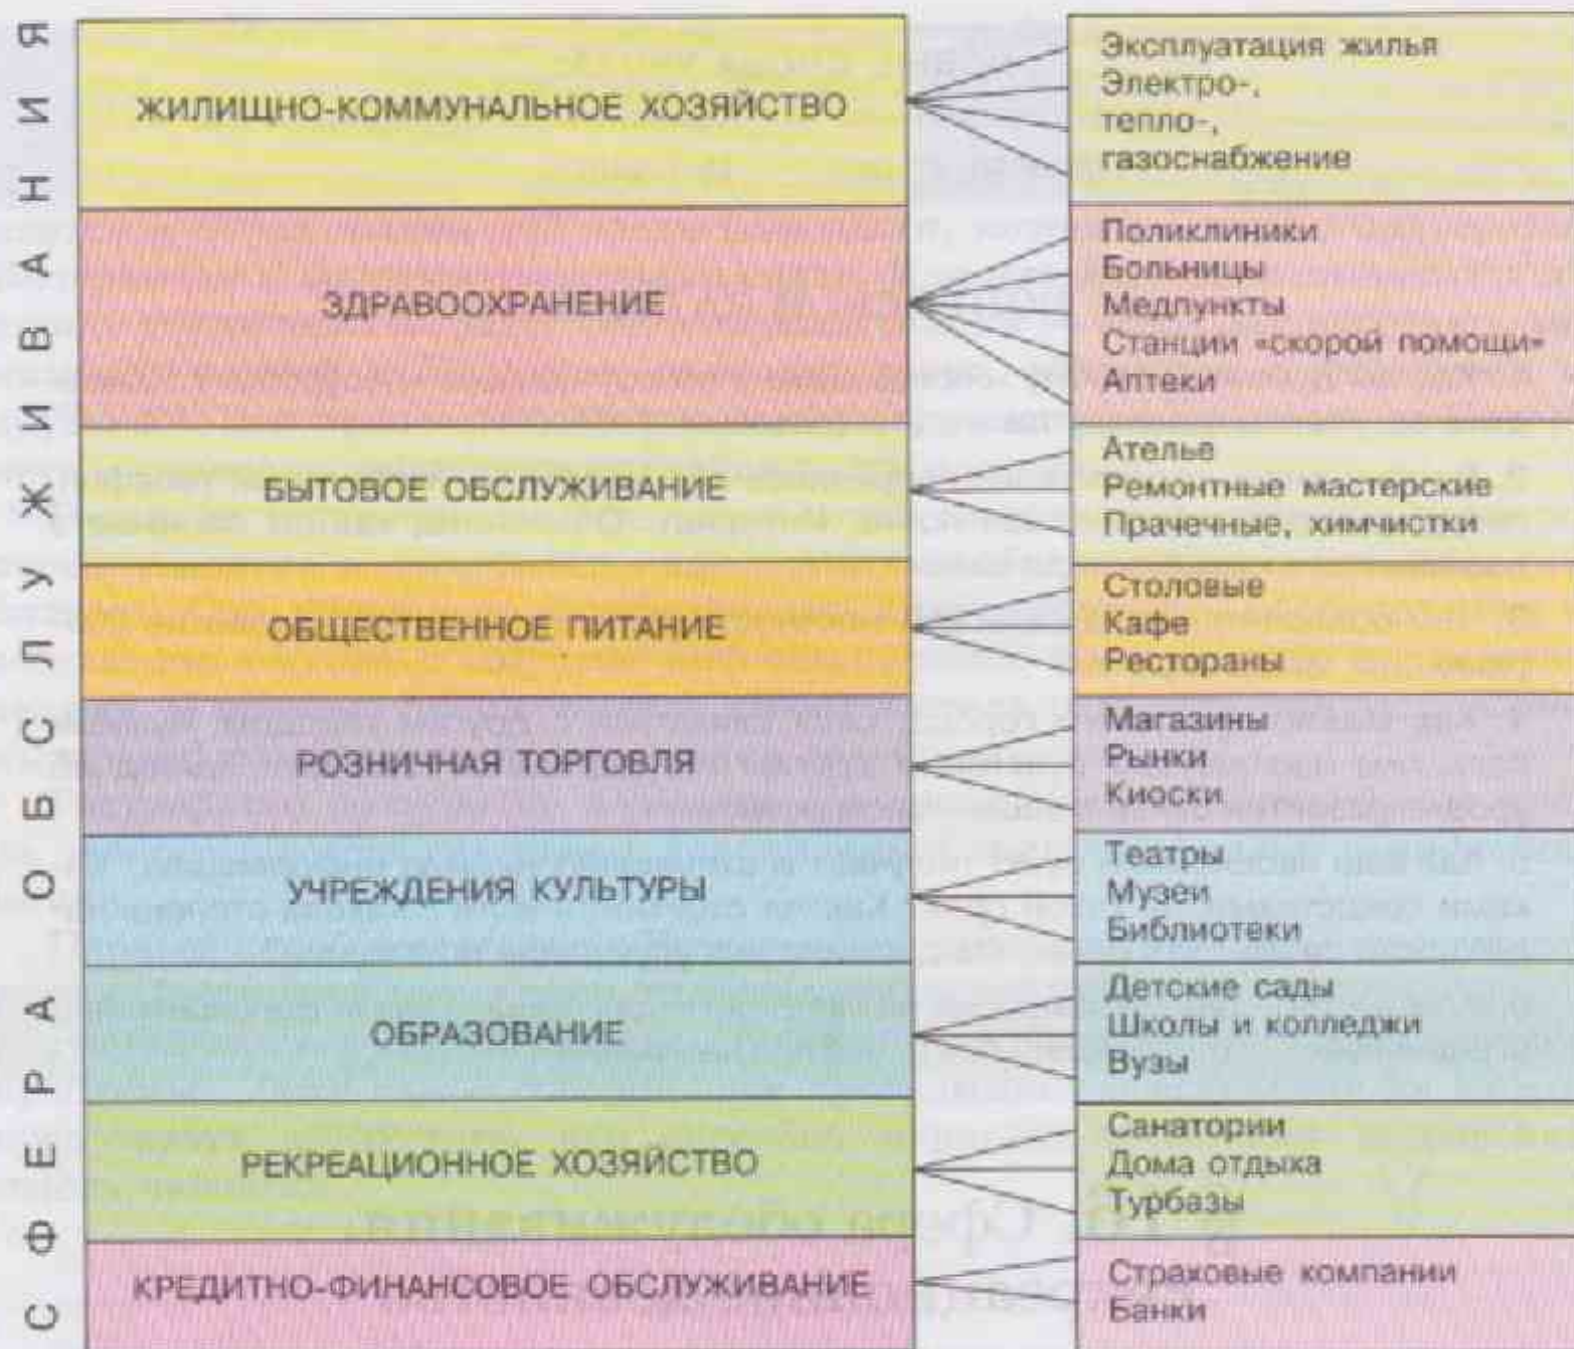 СФЕРА ОБСЛУЖИВАНИЯ
ЖИЛИЩНО-КОММУНАЛЬНОЕ ХОЗЯЙСТВО
Эксплуатация жилья
Электро-,
тепло-,
газоснабжение
ЗДРАВООХРАНЕНИЕ
Поликлиники
Больницы
Медпункты
Станции «скорой помощи»
Аптеки
БЫТОВОЕ ОБСЛУЖИВАНИЕ
Ателье
Ремонтные мастерские
Прачечные, химчистки
ОБЩЕСТВЕННОЕ ПИТАНИЕ
Столовые
Кафе
Рестораны
РОЗНИЧНАЯ ТОРГОВЛЯ
Магазины
Рынки
Киоски
УЧРЕЖДЕНИЯ КУЛЬТУРЫ
Театры
Музеи
Библиотеки
ОБРАЗОВАНИЕ
Детские сады
Школы и колледжи
Вузы
РЕКРЕАЦИОННОЕ ХОЗЯЙСТВО
Санатории
Дома отдыха
Турбазы
КРЕДИТНО-ФИНАНСОВОЕ ОБСЛУЖИВАНИЕ
Страховые компании
Банки